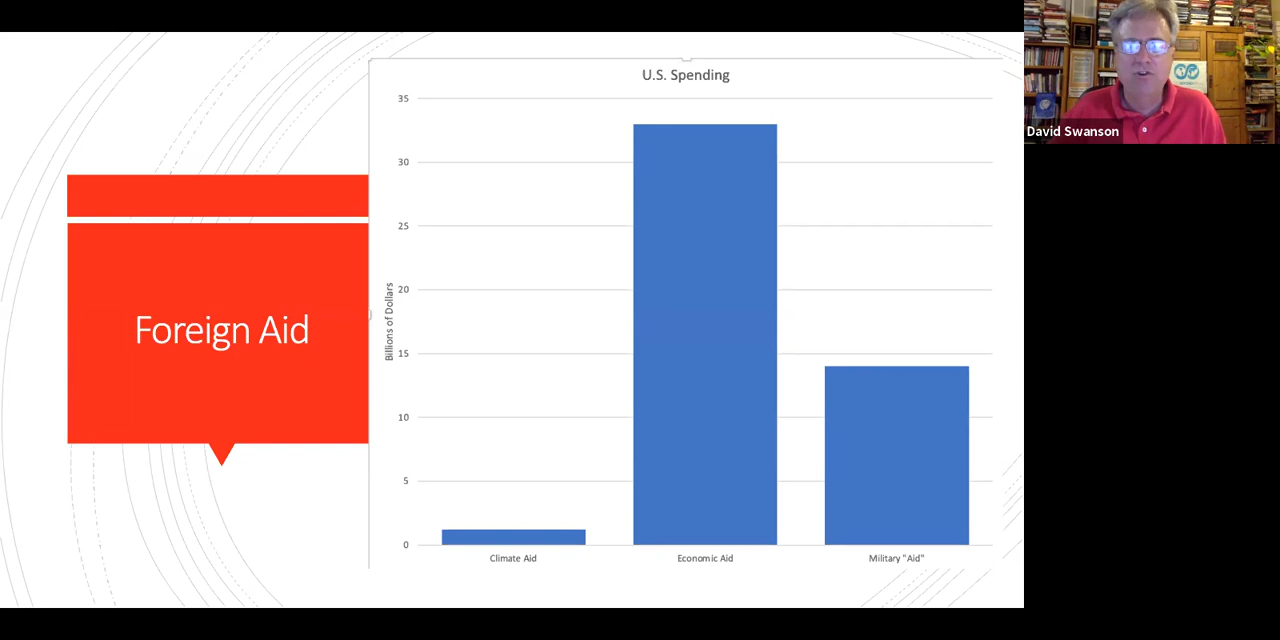 Foreign Aid
U.S. Spending
Billions of Dollars
35
30
25
20
15
10
5
0
Climate Aid
Economic Aid
Military "Aid"
David Swanson